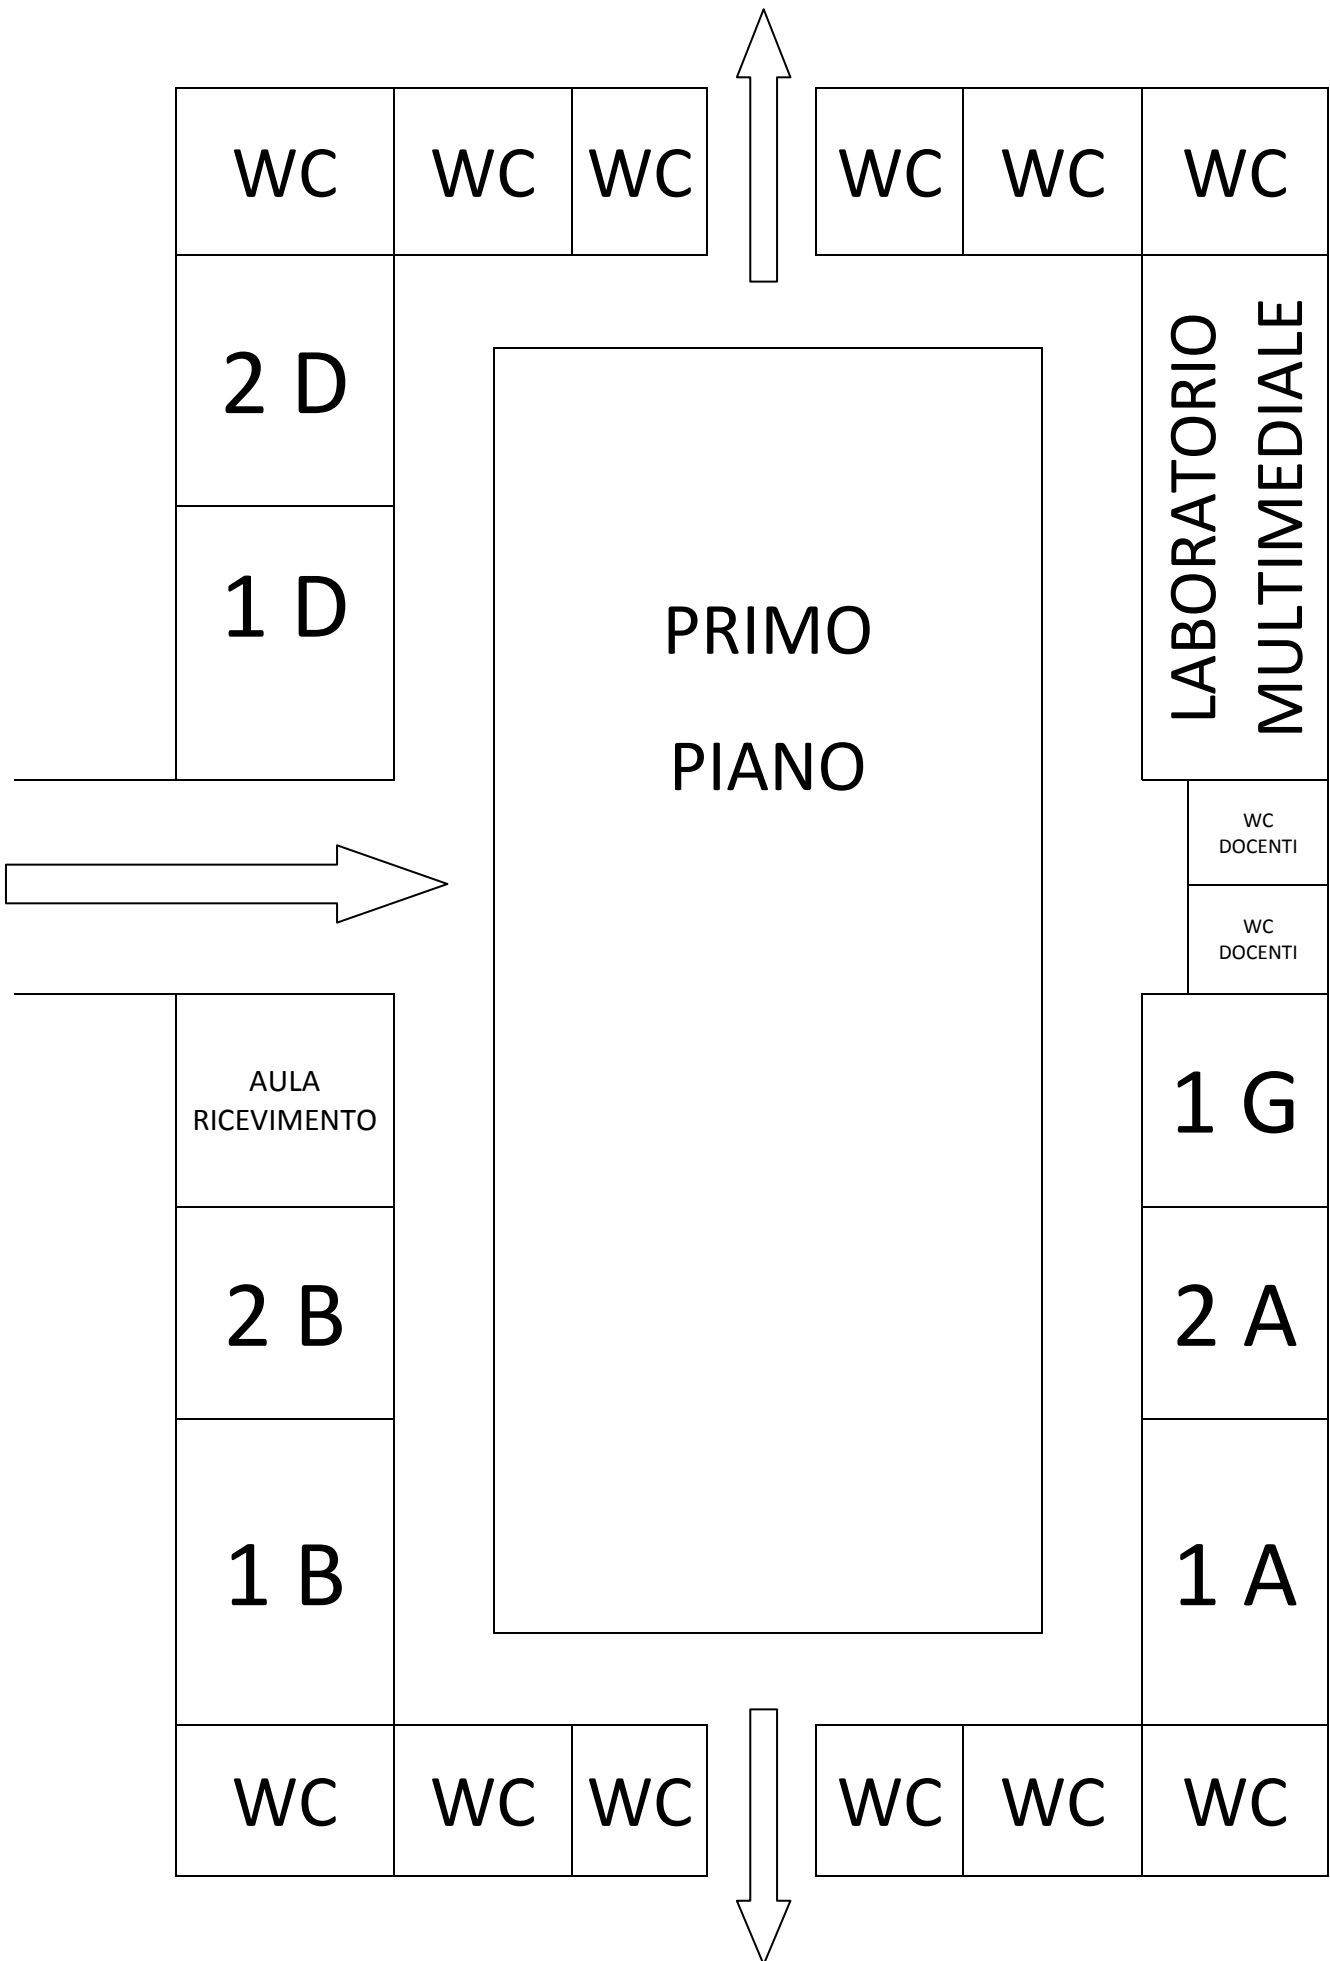 WC WC WC WC WC WC
2 D
LABORATORIO
MULTIMEDIALE
1 D
PRIMO
PIANO
WC
DOCENTI
WC
DOCENTI
AULA
RICEVIMENTO
1 G
2 B
2 A
1 B
1 A
WC WC WC WC WC WC